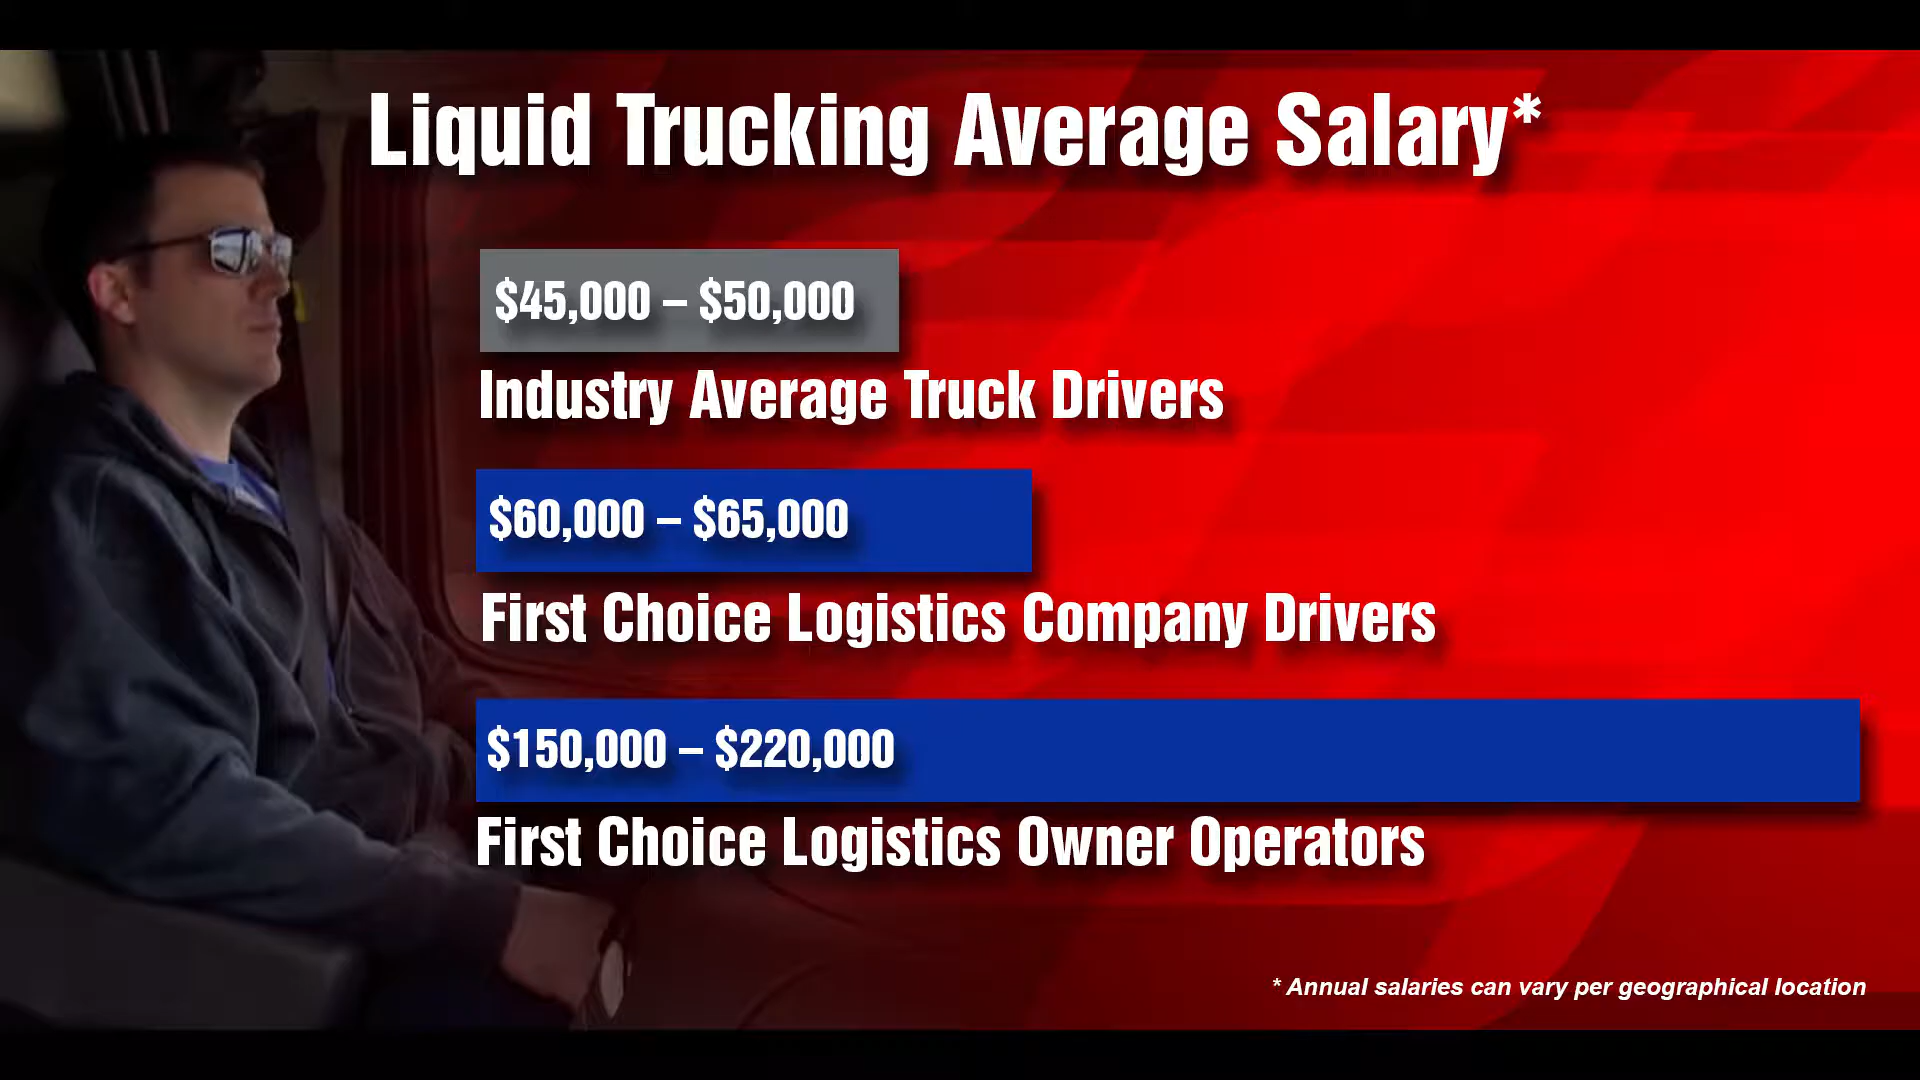 Liquid Trucking Average Salary*
$45,000 – $50,000
Industry Average Truck Drivers
$60,000 – $65,000
First Choice Logistics Company Drivers
$150,000 – $220,000
First Choice Logistics Owner Operators
* Annual salaries can vary per geographical location